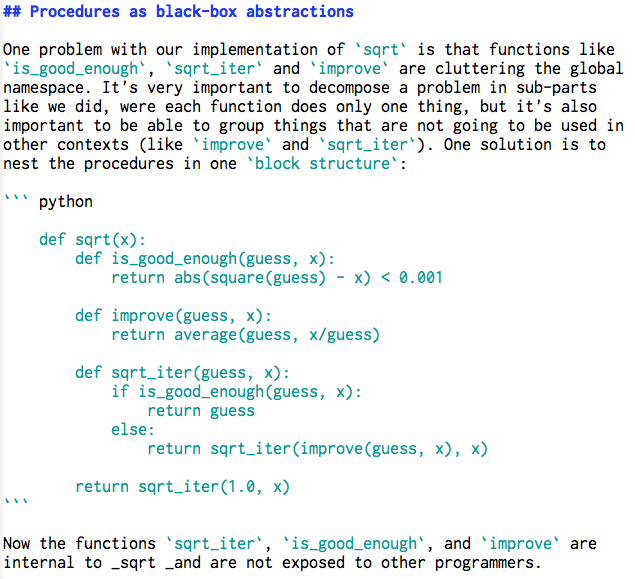 ## Procedures as black-box abstractions
One problem with our implementation of `sqrt` is that functions like
`is_good_enough`, `sqrt_iter` and `improve` are cluttering the global
namespace. It's very important to decompose a problem in sub-parts
like we did, were each function does only one thing, but it's also
important to be able to group things that are not going to be used in
other contexts (like `improve` and `sqrt_iter`). One solution is to
nest the procedures in one `block structure`:
``` python
    def sqrt(x):
        def is_good_enough(guess, x):
            return abs(square(guess) - x) < 0.001
        def improve(guess, x):
            return average(guess, x/guess)
        def sqrt_iter(guess, x):
            if is_good_enough(guess, x):
                return guess
            else:
                return sqrt_iter(improve(guess, x), x)
        return sqrt_iter(1.0, x)
```
Now the functions `sqrt_iter`, `is_good_enough`, and `improve` are
internal to _sqrt _and are not exposed to other programmers.